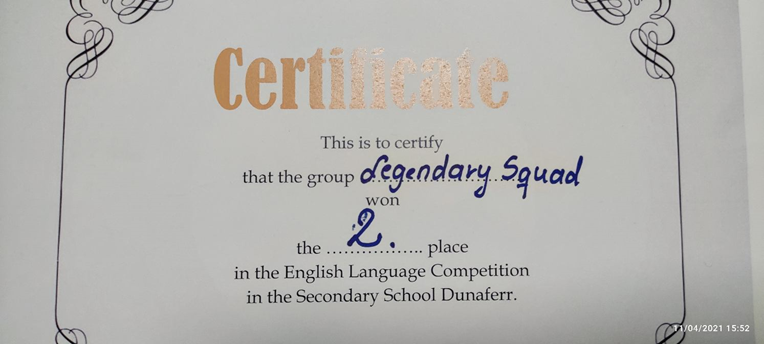 Certificate
This is to certify
that the group Legendary Squad
won
the ....2............. place
in the English Language Competition
in the Secondary School Dunaferr.
11/04/2021 15:52